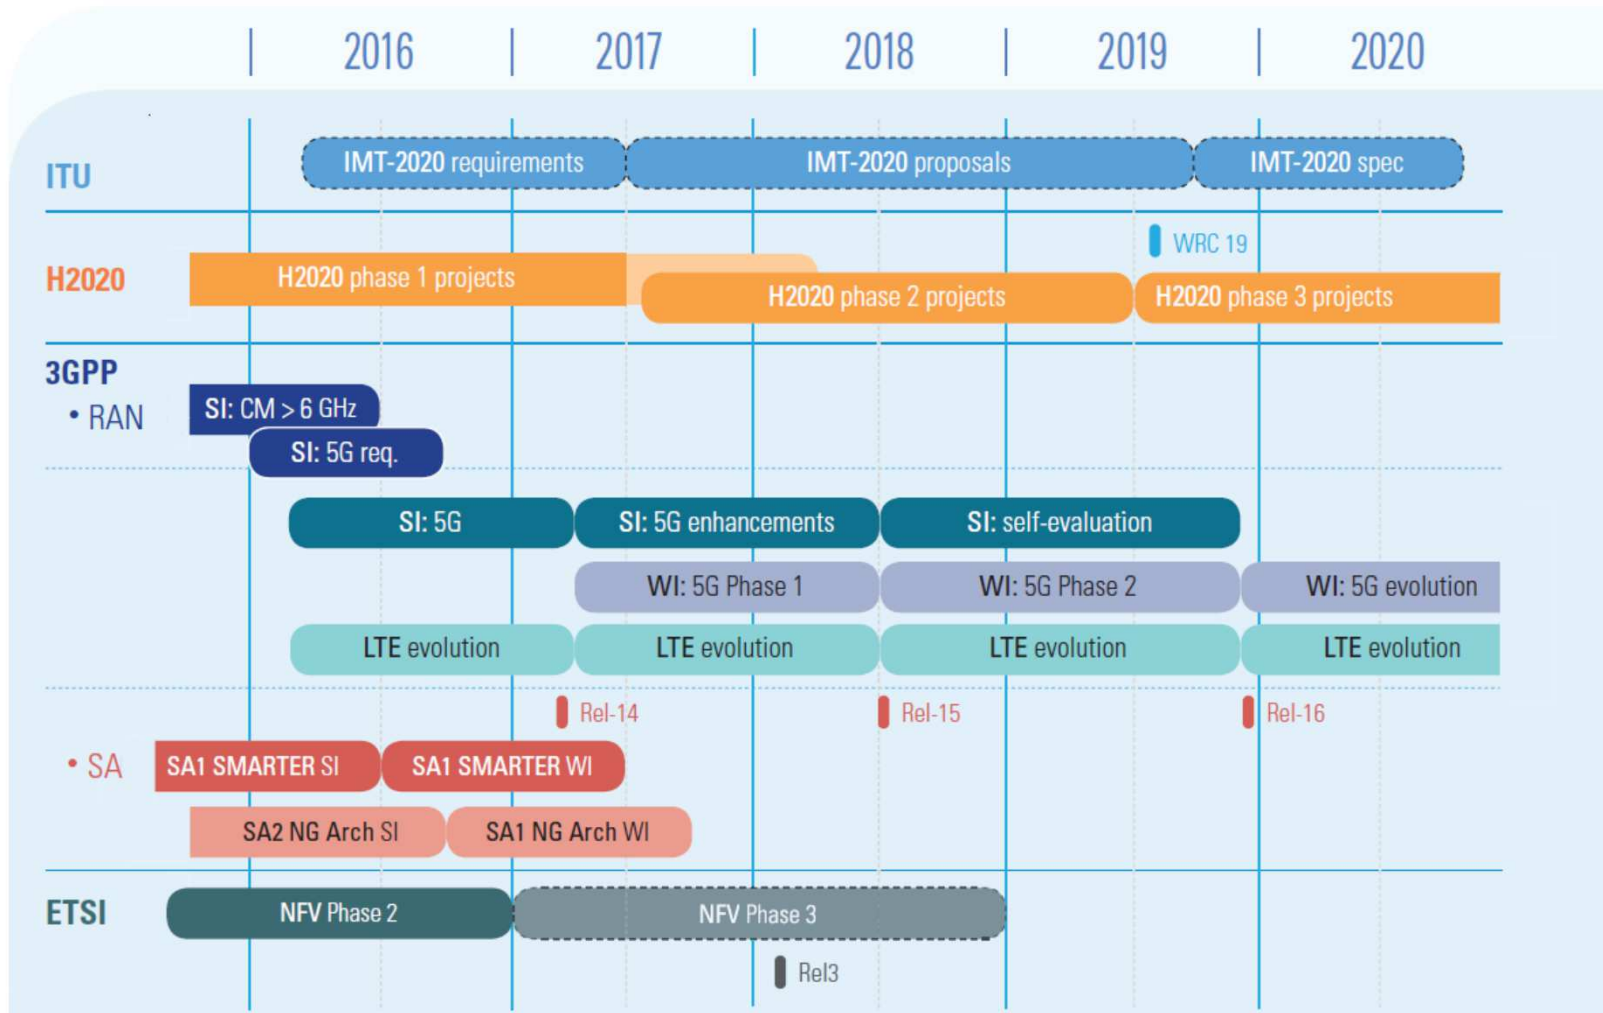 2016 2017 2018 2019 2020
ITU
IMT-2020 requirements
IMT-2020 proposals
IMT-2020 spec
WRC 19
H2020
H2020 phase 1 projects
H2020 phase 2 projects
H2020 phase 3 projects
3GPP
• RAN
SI: CM > 6 GHz
SI: 5G req.
SI: 5G
SI: 5G enhancements
SI: self-evaluation
WI: 5G Phase 1
WI: 5G Phase 2
WI: 5G evolution
LTE evolution
LTE evolution
LTE evolution
LTE evolution
Rel-14
Rel-15
Rel-16
• SA
SA1 SMARTER SI
SA1 SMARTER WI
SA2 NG Arch SI
SA1 NG Arch WI
ETSI
NFV Phase 2
NFV Phase 3
Rel3